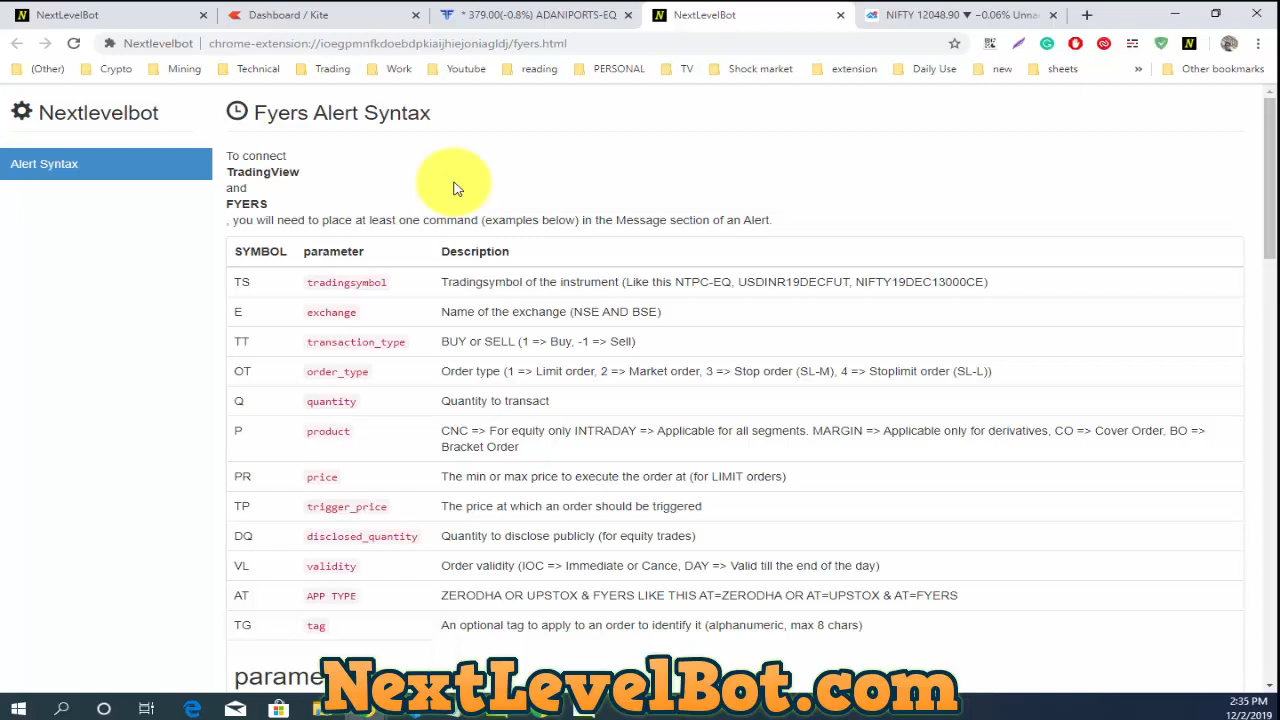 NextLevelBot
Dashboard / Kite
* 379.00(-0.8%) ADANIPORTS-EQ
NextLevelBot
NIFTY 12048.90 ▼ −0.06% Unna
Nextlevelbot
chrome-extension://ioegpmnfkdoebdphkaijhiejoniagldj/fyers.html
(Other)
Crypto
Mining
Technical
Trading
Work
Youtube
reading
PERSONAL
TV
Shock market
extension
Daily Use
new
sheets
»
Other bookmarks
Nextlevelbot
Alert Syntax
Fyers Alert Syntax
To connect
TradingView
and
FYERS
, you will need to place at least one command (examples below) in the Message section of an Alert.
SYMBOL parameter Description
TS tradingsymbol Tradingsymbol of the instrument (Like this NTPC-EQ, USDINR19DECFUT, NIFTY19DEC13000CE)
E exchange Name of the exchange (NSE AND BSE)
TT transaction_type BUY or SELL (1 => Buy, -1 => Sell)
OT order_type Order type (1 => Limit order, 2 => Market order, 3 => Stop order (SL-M), 4 => Stoplimit order (SL-L))
Q quantity Quantity to transact
P product CNC => For equity only INTRADAY => Applicable for all segments. MARGIN => Applicable only for derivatives, CO => Cover Order, BO =>
Bracket Order
PR price The min or max price to execute the order at (for LIMIT orders)
TP trigger_price The price at which an order should be triggered
DQ disclosed_quantity Quantity to disclose publicly (for equity trades)
VL validity Order validity (IOC => Immediate or Cance, DAY => Valid till the end of the day)
AT APP TYPE ZERODHA OR UPSTOX & FYERS LIKE THIS AT=ZERODHA OR AT=UPSTOX & AT=FYERS
TG tag An optional tag to apply to an order to identify it (alphanumeric, max 8 chars)
NextLevelBot.com
2:35 PM
12/2/2019